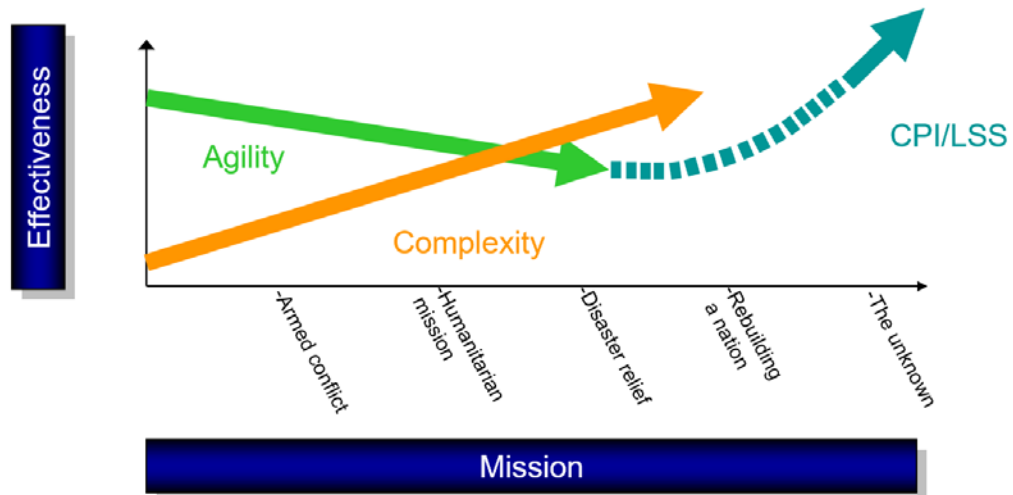 Effectiveness
Agility
Complexity
CPI/LSS
-Armed conflict
-Humanitarian
mission
-Disaster relief
-Rebuilding
a nation
-The unknown
Mission